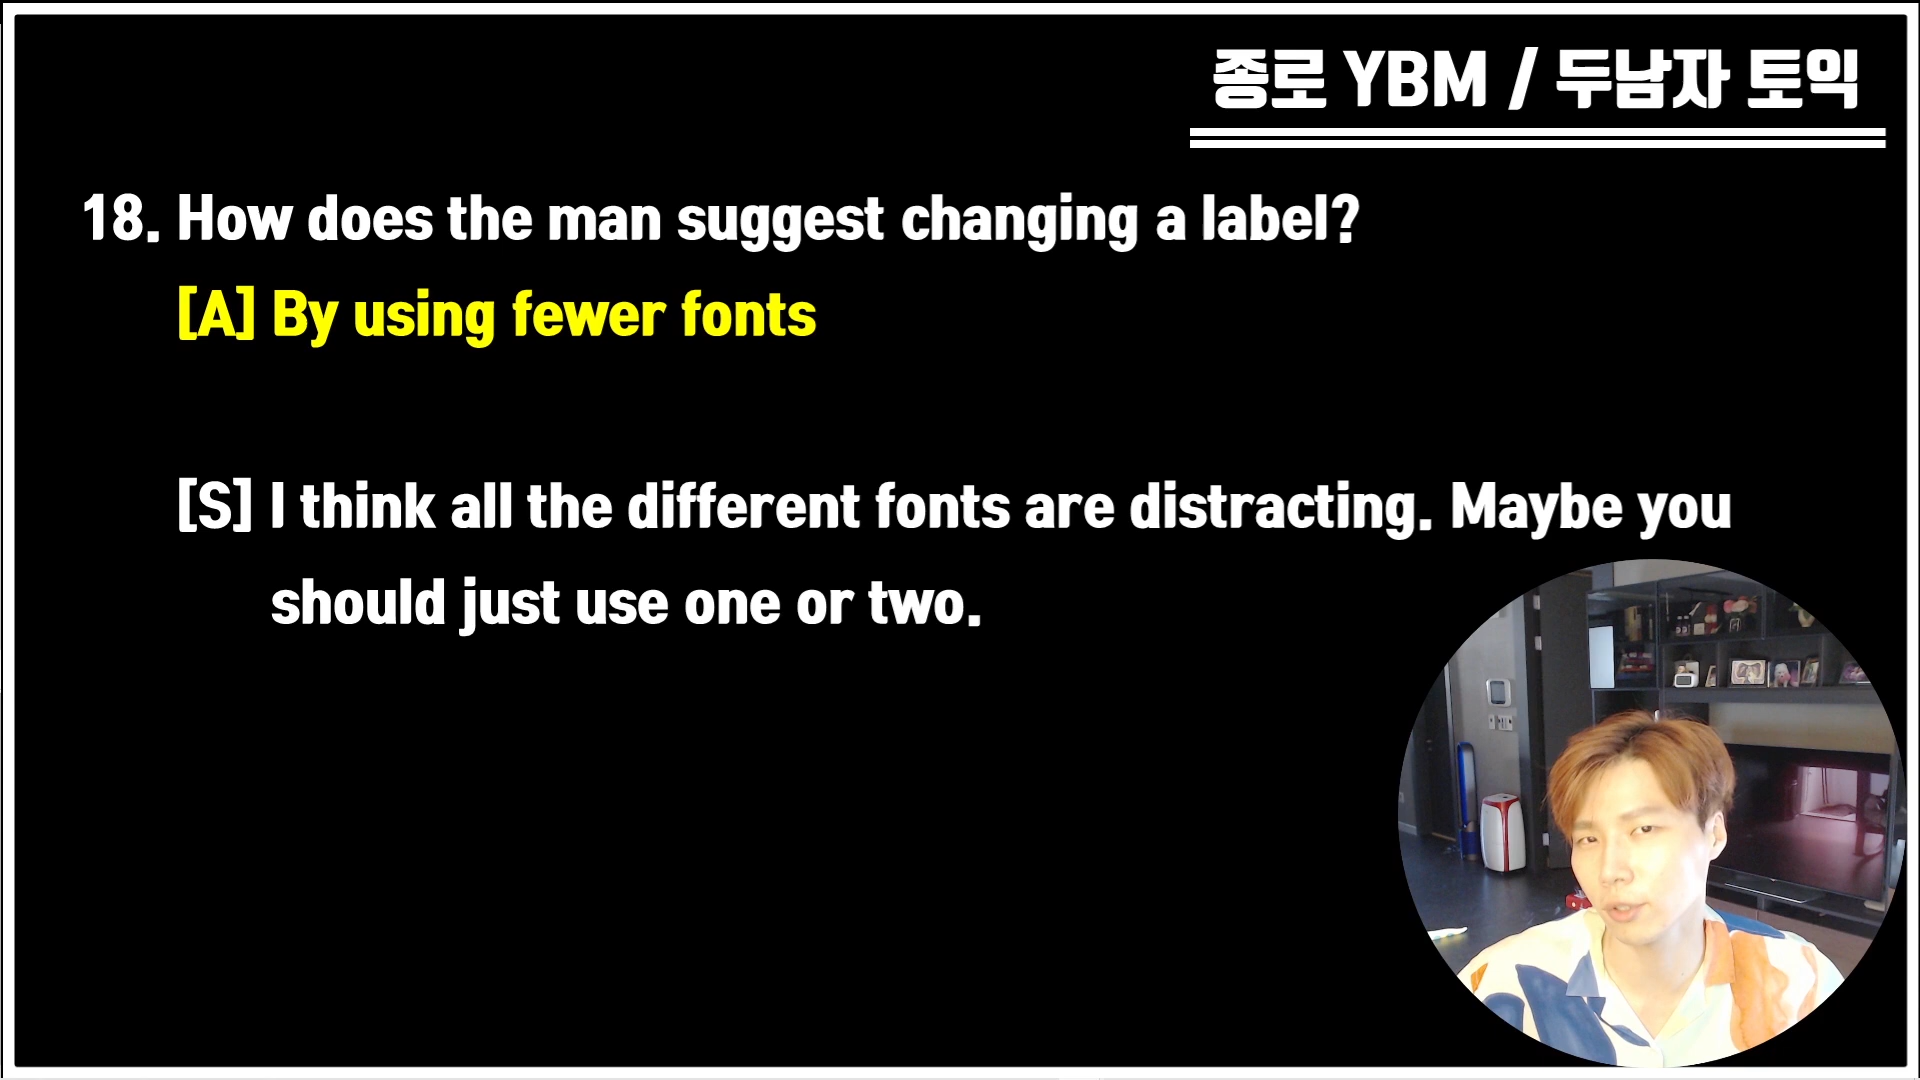 종로 YBM / 두남자 토익
18. How does the man suggest changing a label?
[A] By using fewer fonts
[S] I think all the different fonts are distracting. Maybe you
should just use one or two.